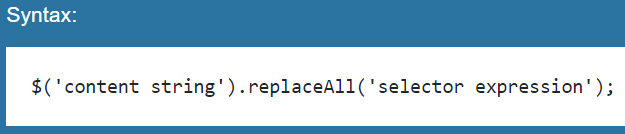 Syntax:
$('content string').replaceAll('selector expression');